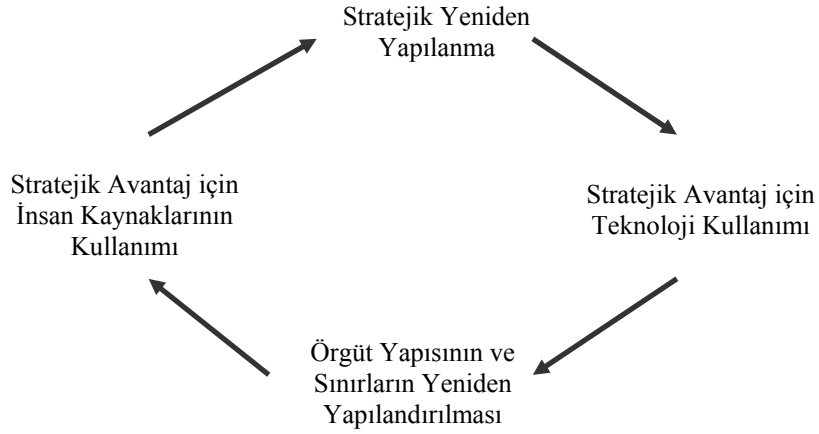 Stratejik Yeniden
Yapılanma
Stratejik Avantaj için
İnsan Kaynaklarının
Kullanımı
Stratejik Avantaj için
Teknoloji Kullanımı
Örgüt Yapısının ve
Sınırların Yeniden
Yapılandırılması